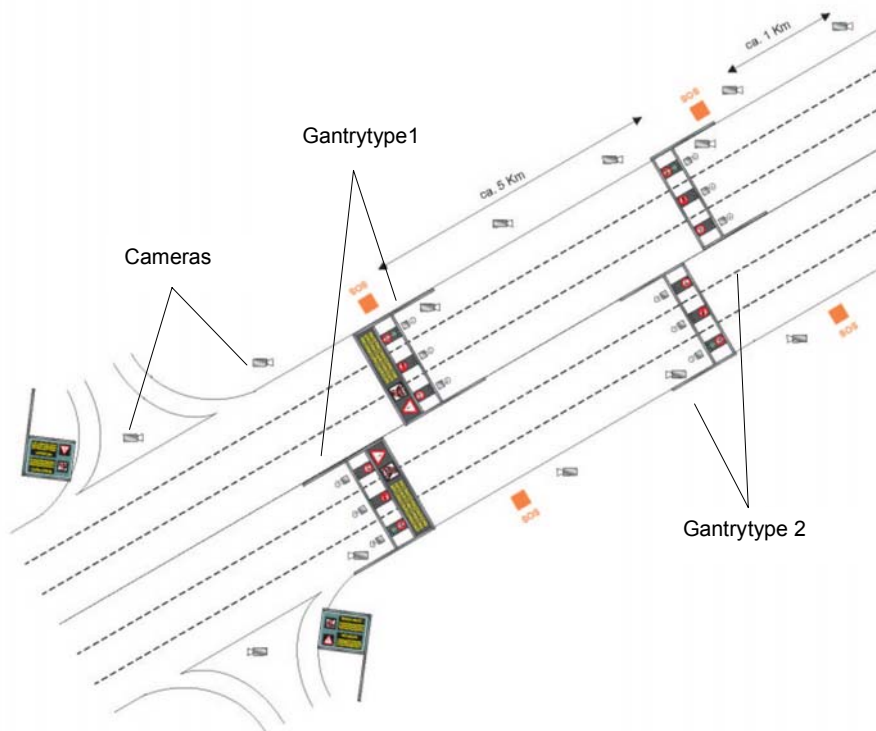 ca. 1 Km
SOS
Gantrytype1
ca. 5 Km
Cameras
SOS
SOS
SOS
Gantrytype 2